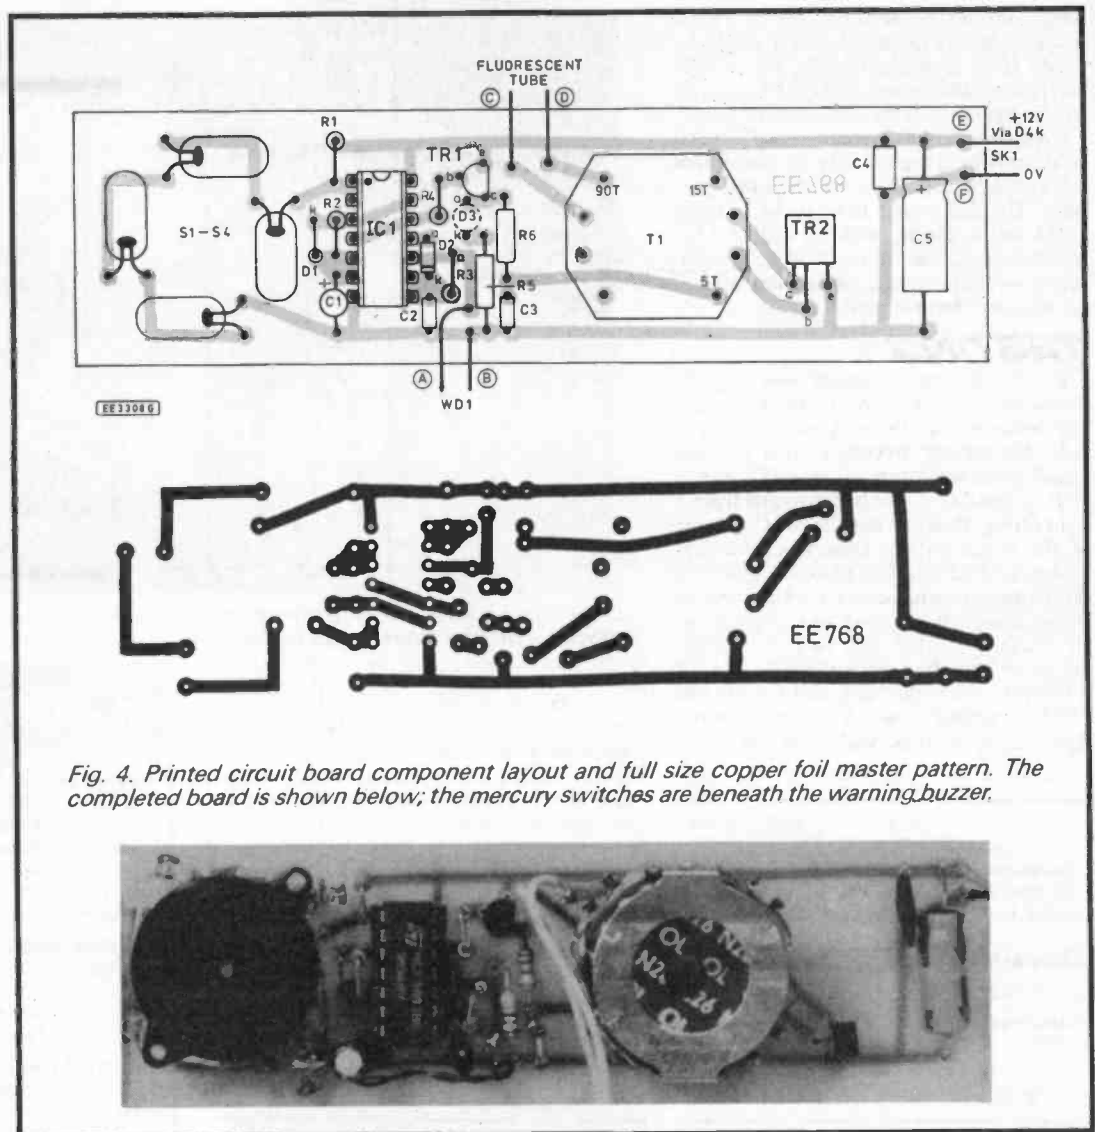 FLUORESCENT
TUBE
C D
+12V
Via D4k
SK1
0V
E
F
R1
TR1
b
e
c
R4
a
D3
k
90T
15T
EE768
C4
+
C5
S1-S4
k
R2
D1
+
C1
IC1
a
D2
k
a
R3
R6
R5
C2
C3
T1
5T
TR2
c
b
e
A B
WD1
EE3308G
EE768
Fig. 4. Printed circuit board component layout and full size copper foil master pattern. The
completed board is shown below; the mercury switches are beneath the warning buzzer.